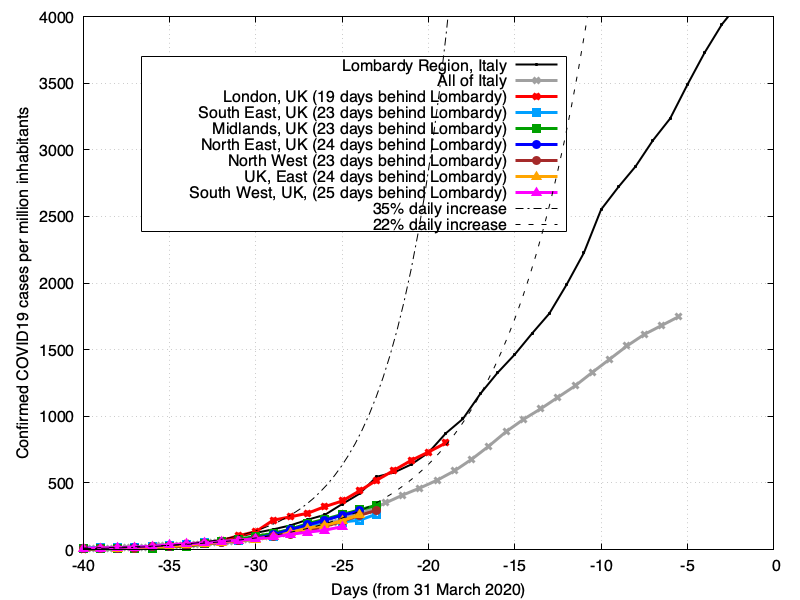 4000
3500
3000
2500
2000
1500
1000
500
0
Confirmed COVID19 cases per million inhabitants
Lombardy Region, Italy
All of Italy
London, UK (19 days behind Lombardy)
South East, UK (23 days behind Lombardy)
Midlands, UK (23 days behind Lombardy)
North East, UK (24 days behind Lombardy)
North West (23 days behind Lombardy)
UK, East (24 days behind Lombardy)
South West, UK, (25 days behind Lombardy)
35% daily increase
22% daily increase
-40 -35 -30 -25 -20 -15 -10 -5 0
Days (from 31 March 2020)